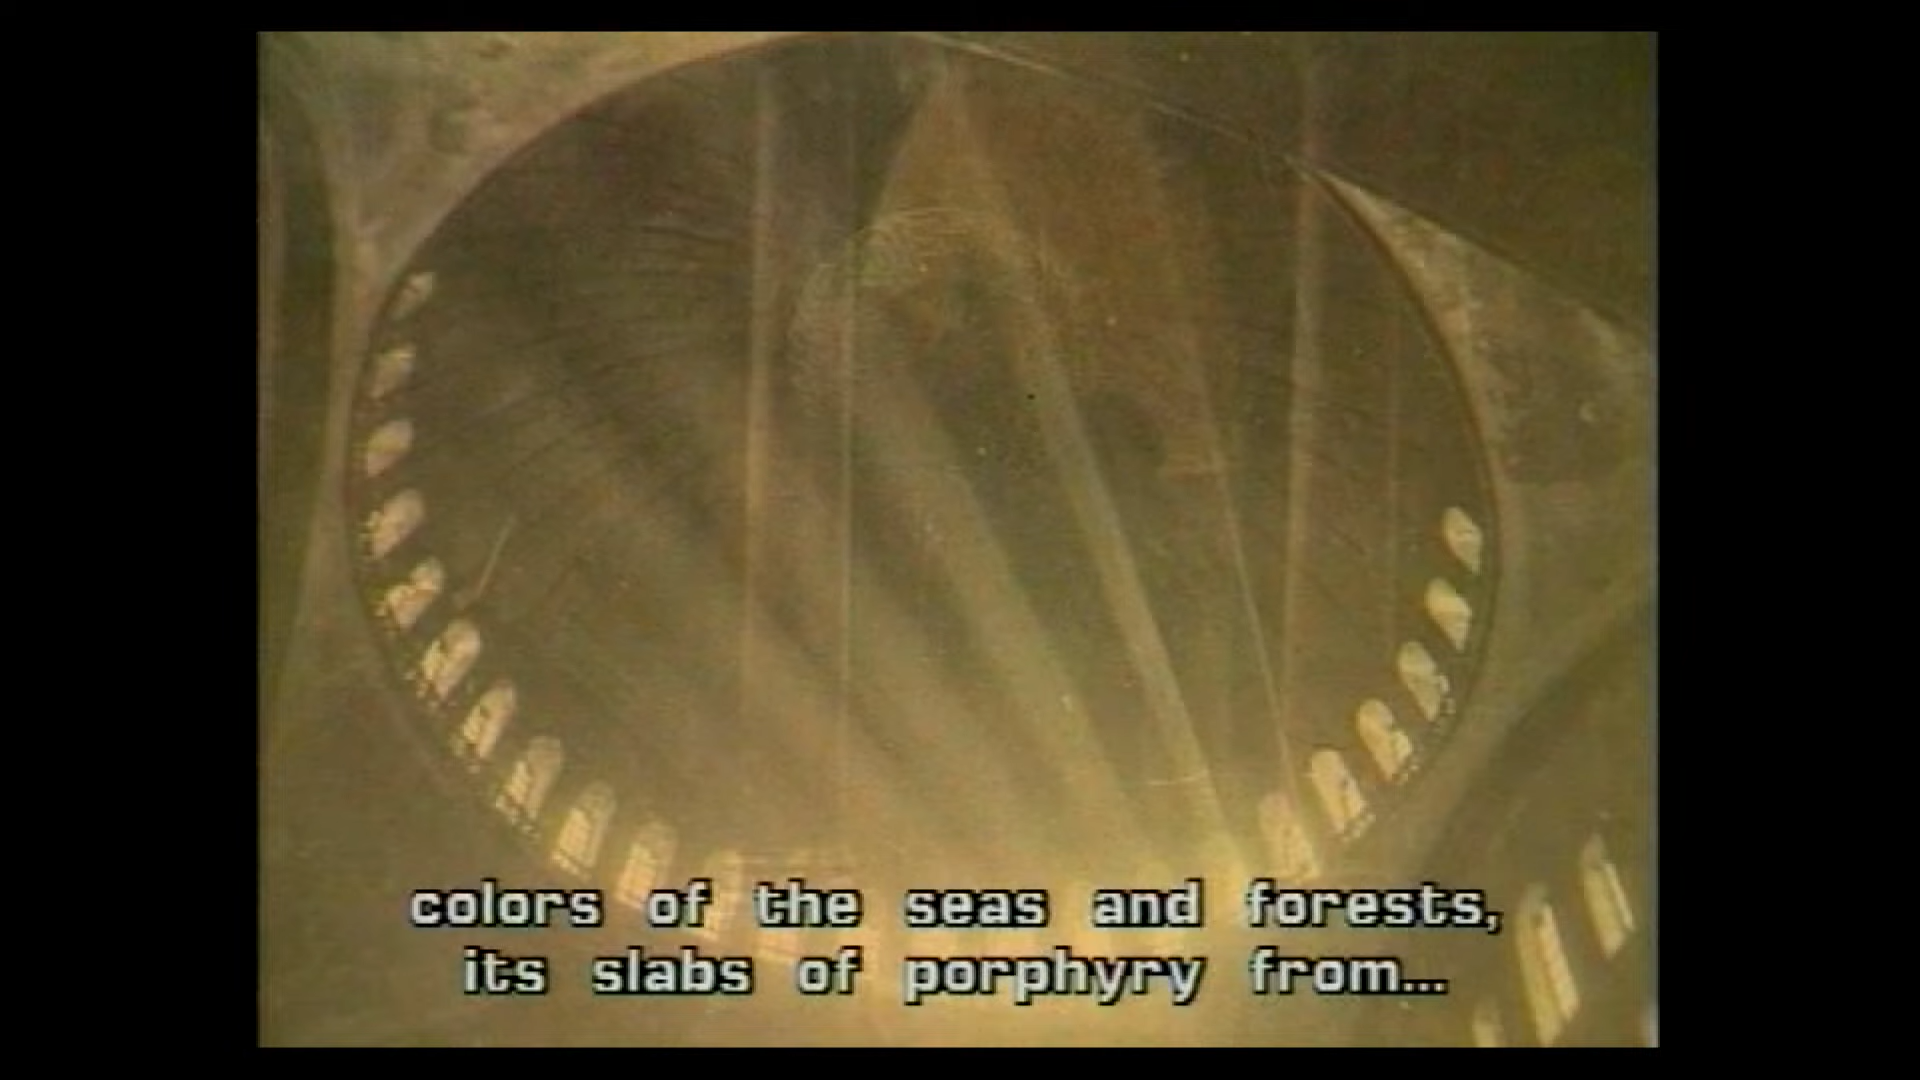 colors of the seas and forests,
its slabs of porphyry from...